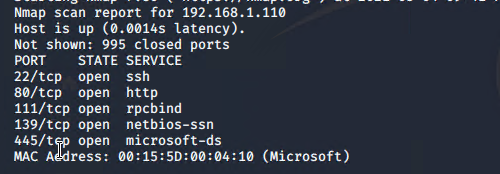 Nmap scan report for 192.168.1.110
Host is up (0.0014s latency).
Not shown: 995 closed ports
PORT    STATE SERVICE
22/tcp  open  ssh
80/tcp  open  http
111/tcp open  rpcbind
139/tcp open  netbios-ssn
445/tcp open  microsoft-ds
MAC Address: 00:15:5D:00:04:10 (Microsoft)